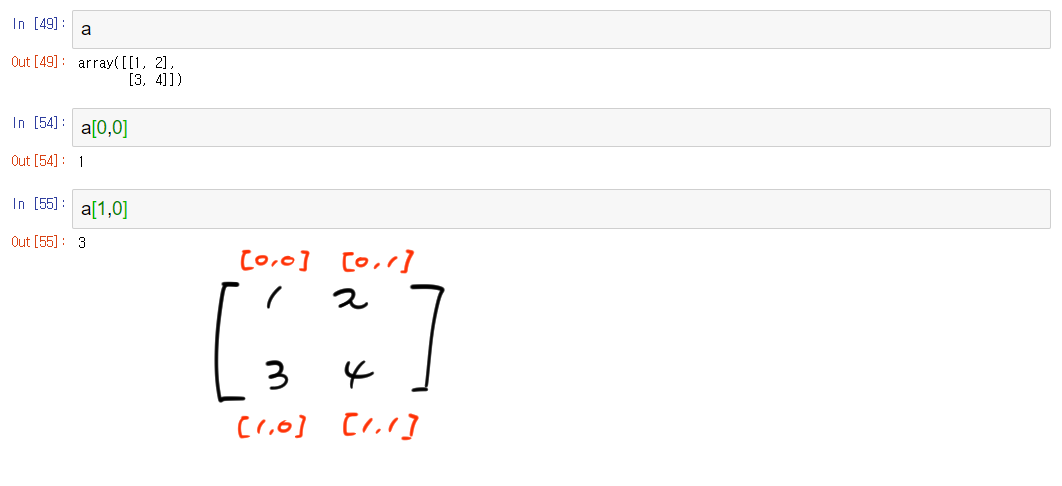 In [49]: a
Out[49]: array([[1, 2],
[3, 4]])
In [54]: a[0,0]
Out[54]: 1
In [55]: a[1,0]
Out[55]: 3
[0,0] [0,1]
1 2
3 4
[1,0] [1,1]